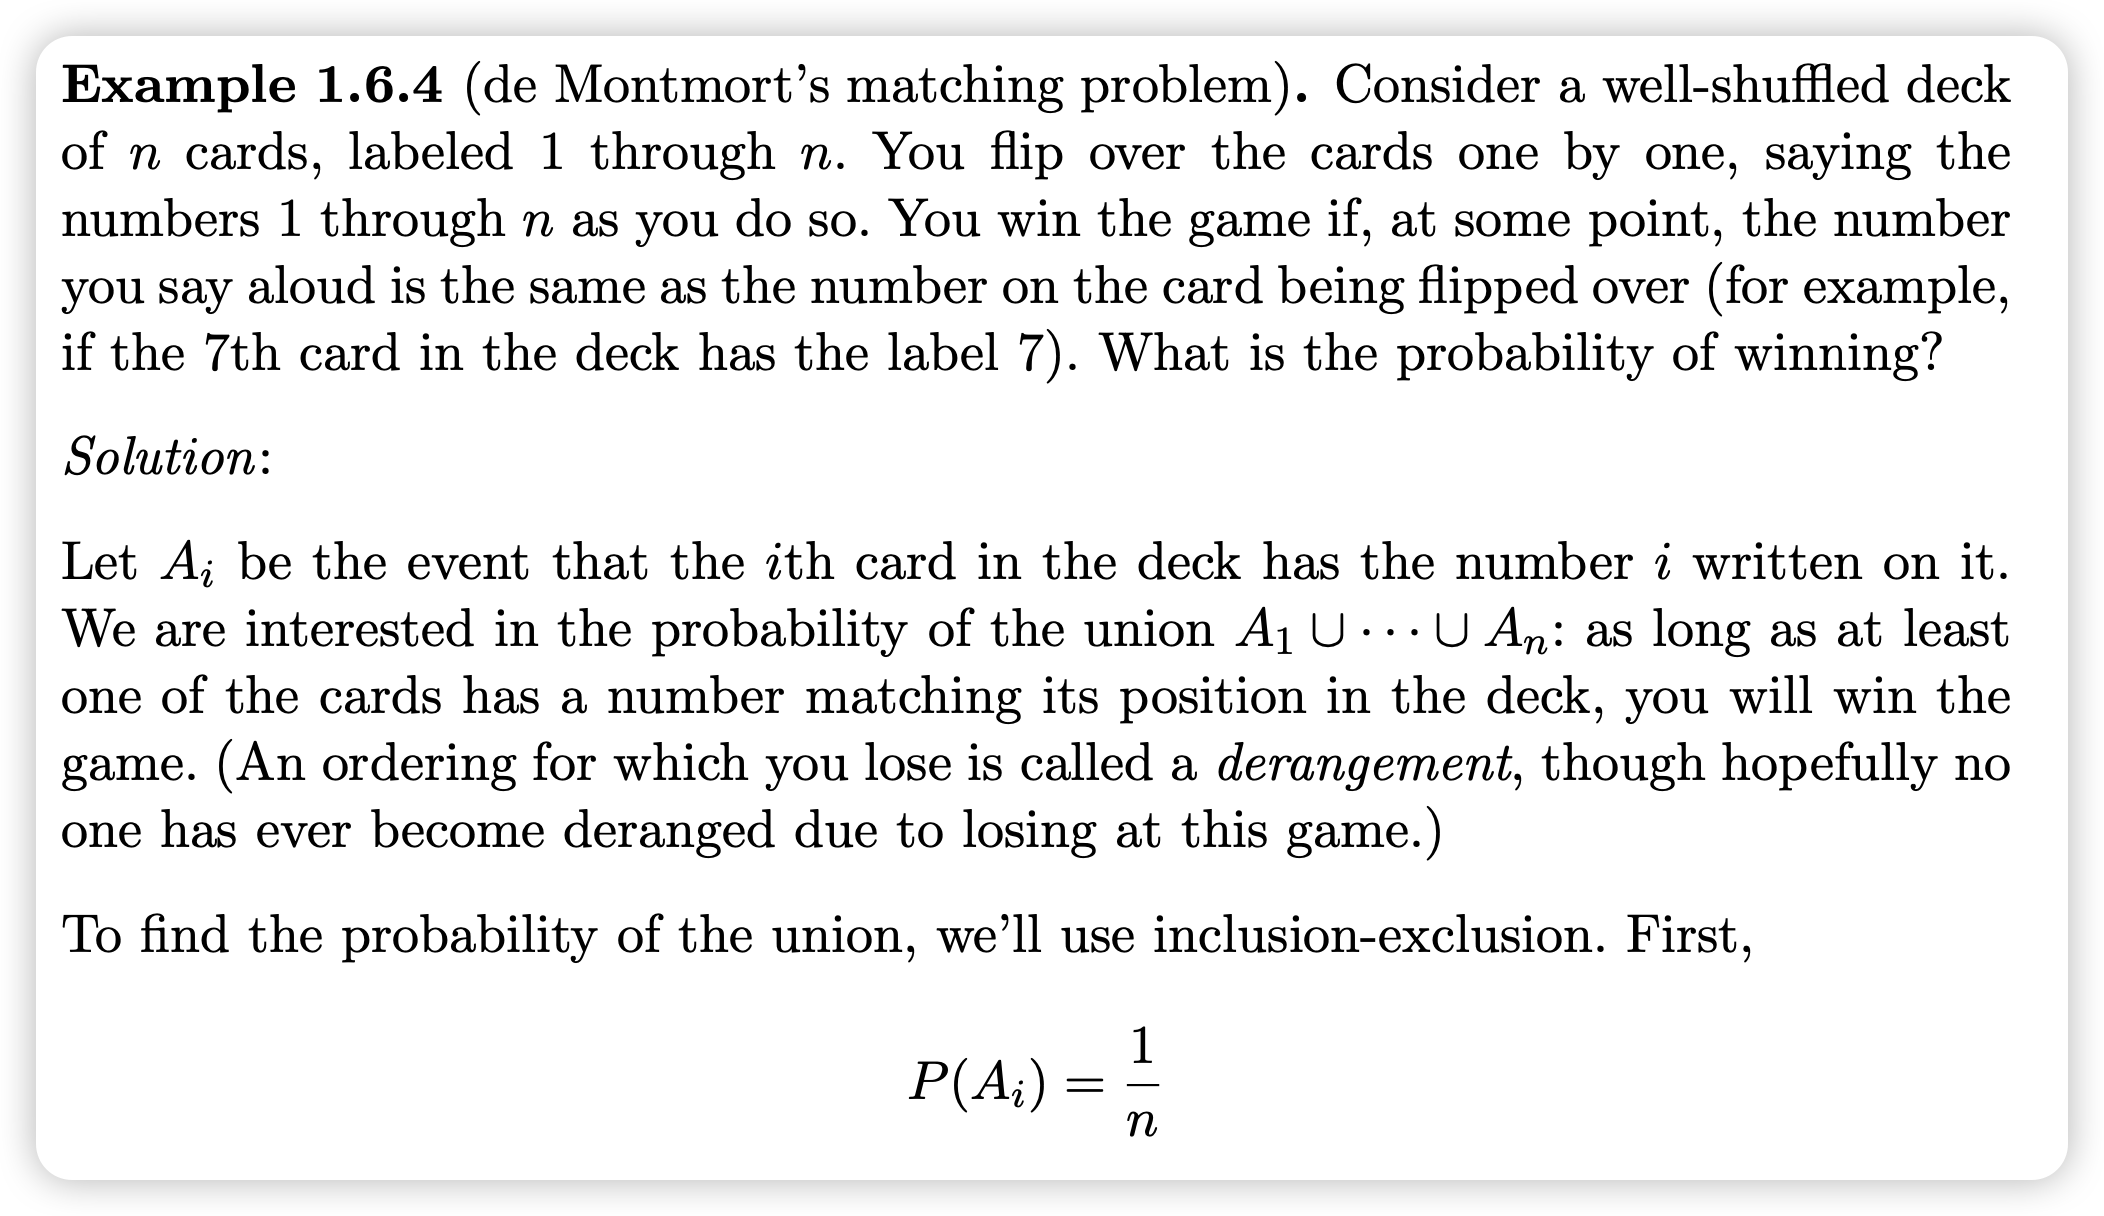 Example 1.6.4 (de Montmort's matching problem). Consider a well-shuffled deck
of n cards, labeled 1 through n. You flip over the cards one by one, saying the
numbers 1 through n as you do so. You win the game if, at some point, the number
you say aloud is the same as the number on the card being flipped over (for example,
if the 7th card in the deck has the label 7). What is the probability of winning?
Solution:
Let A_i be the event that the ith card in the deck has the number i written on it.
We are interested in the probability of the union A_1 ∪ ··· ∪ A_n: as long as at least
one of the cards has a number matching its position in the deck, you will win the
game. (An ordering for which you lose is called a derangement, though hopefully no
one has ever become deranged due to losing at this game.)
To find the probability of the union, we'll use inclusion-exclusion. First,
P(A_i) = 1/n